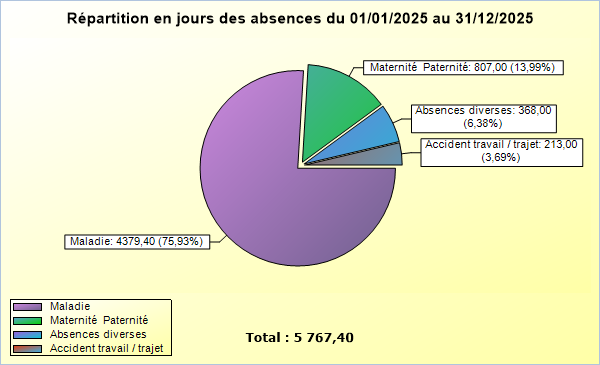 Répartition en jours des absences du 01/01/2025 au 31/12/2025
Maternité  Paternité: 807,00 (13,99%)
Absences diverses: 368,00
(6,38%)
Accident travail / trajet: 213,00
(3,69%)
Maladie: 4379,40 (75,93%)
Maladie
Maternité  Paternité
Absences diverses
Accident travail / trajet
Total : 5 767,40